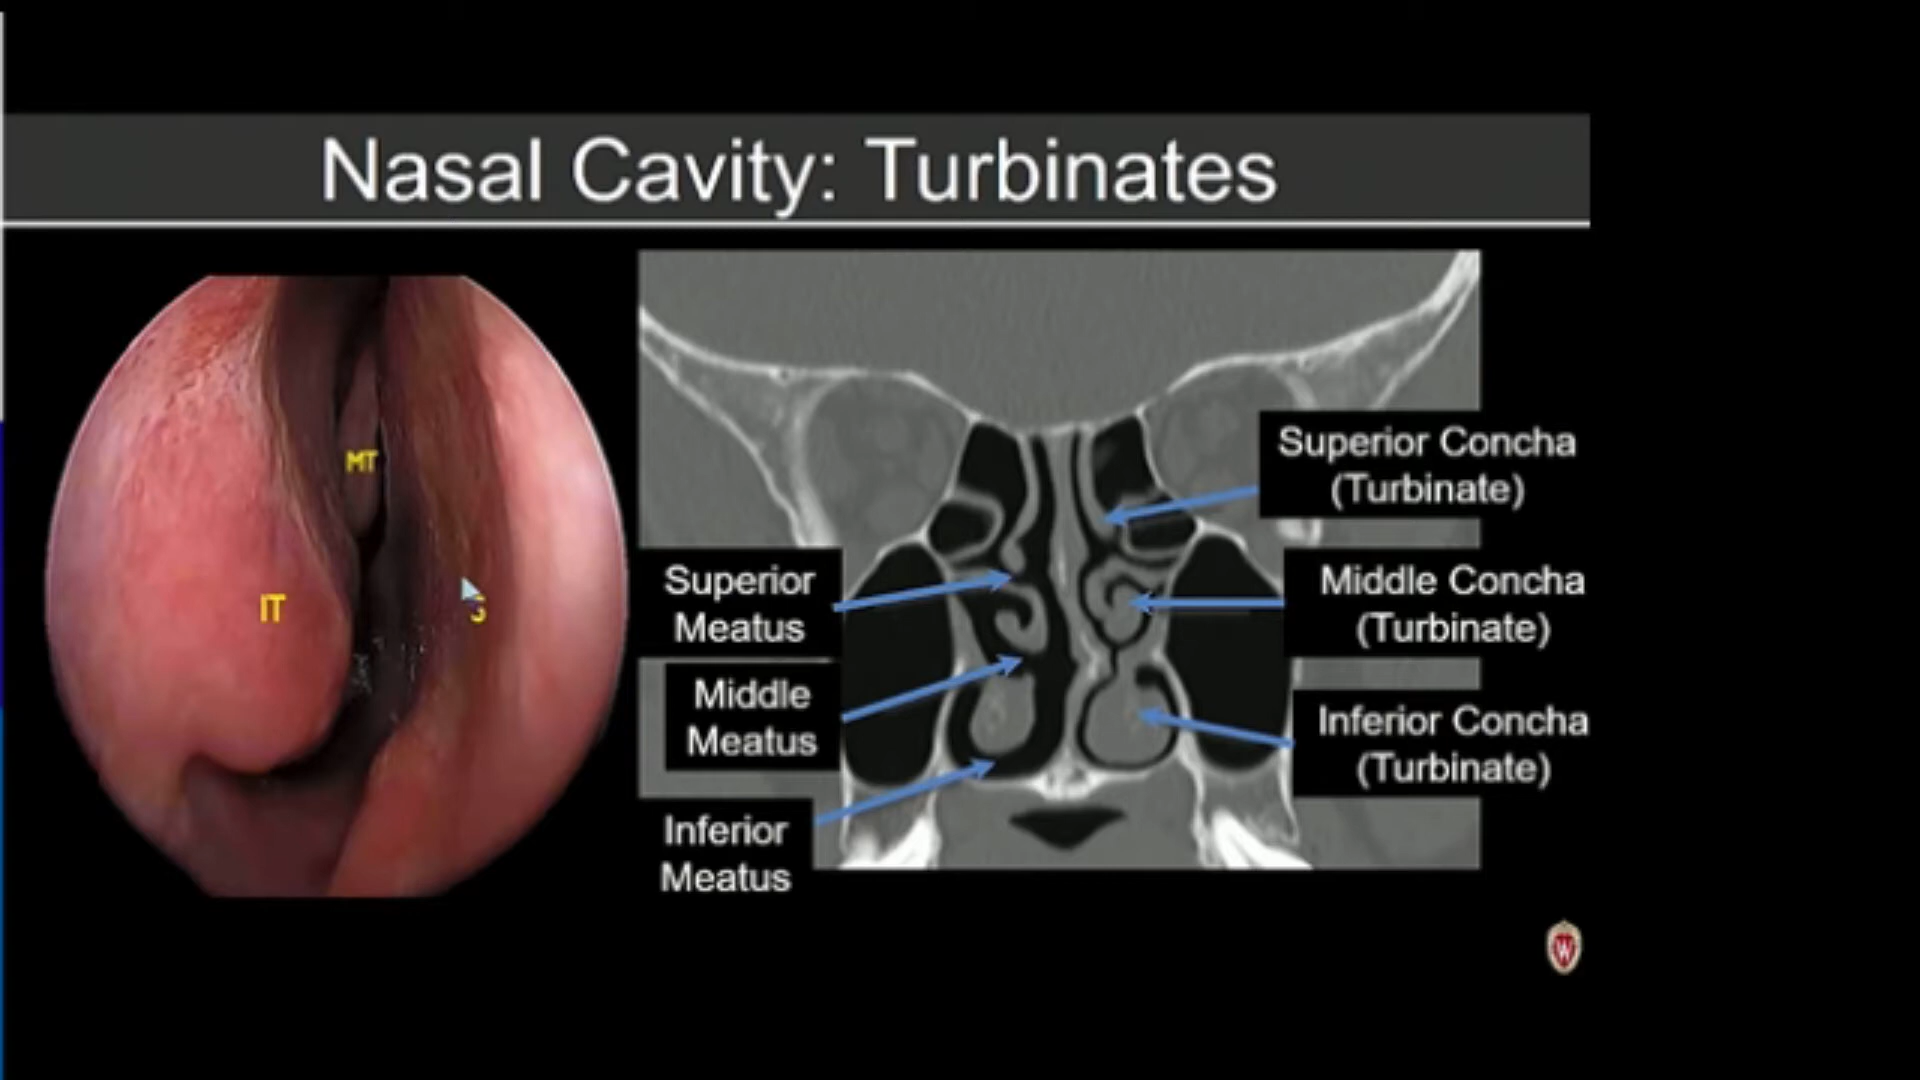 Nasal Cavity: Turbinates
MT
IT
S
Superior
Meatus
Middle
Meatus
Inferior
Meatus
Superior Concha
(Turbinate)
Middle Concha
(Turbinate)
Inferior Concha
(Turbinate)
W